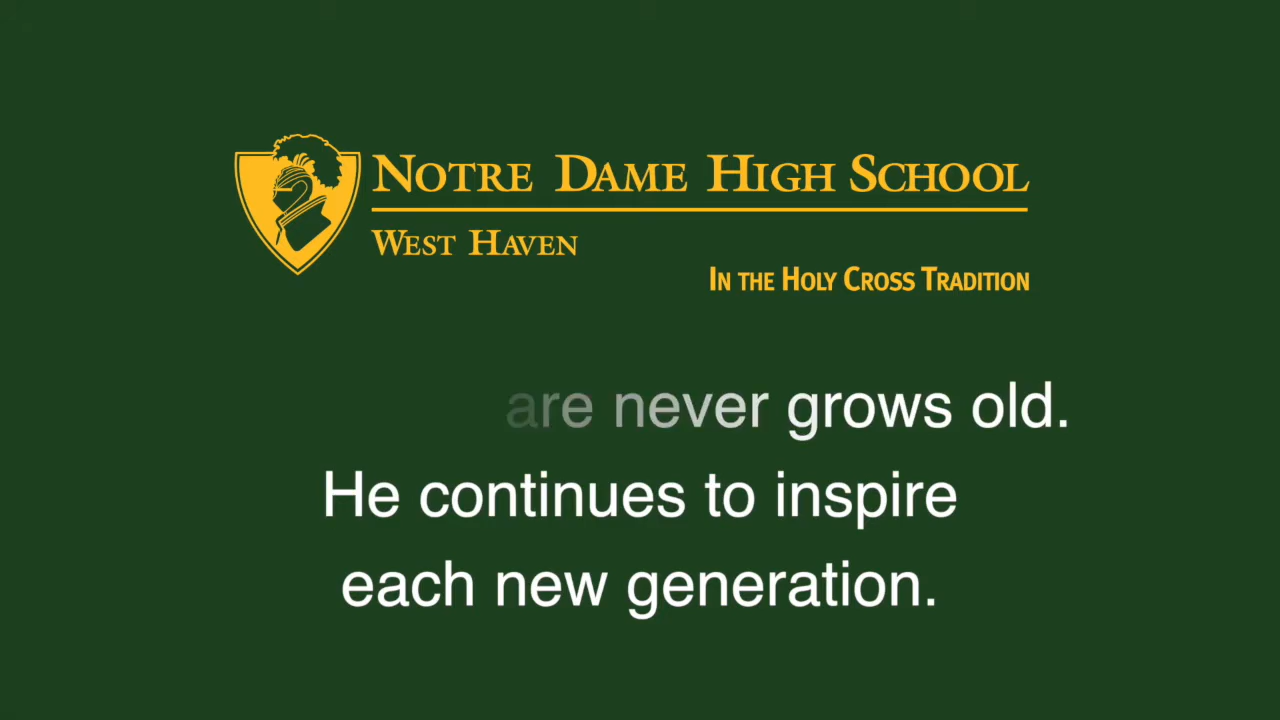 NOTRE DAME HIGH SCHOOL
WEST HAVEN
IN THE HOLY CROSS TRADITION
are never grows old.
He continues to inspire
each new generation.